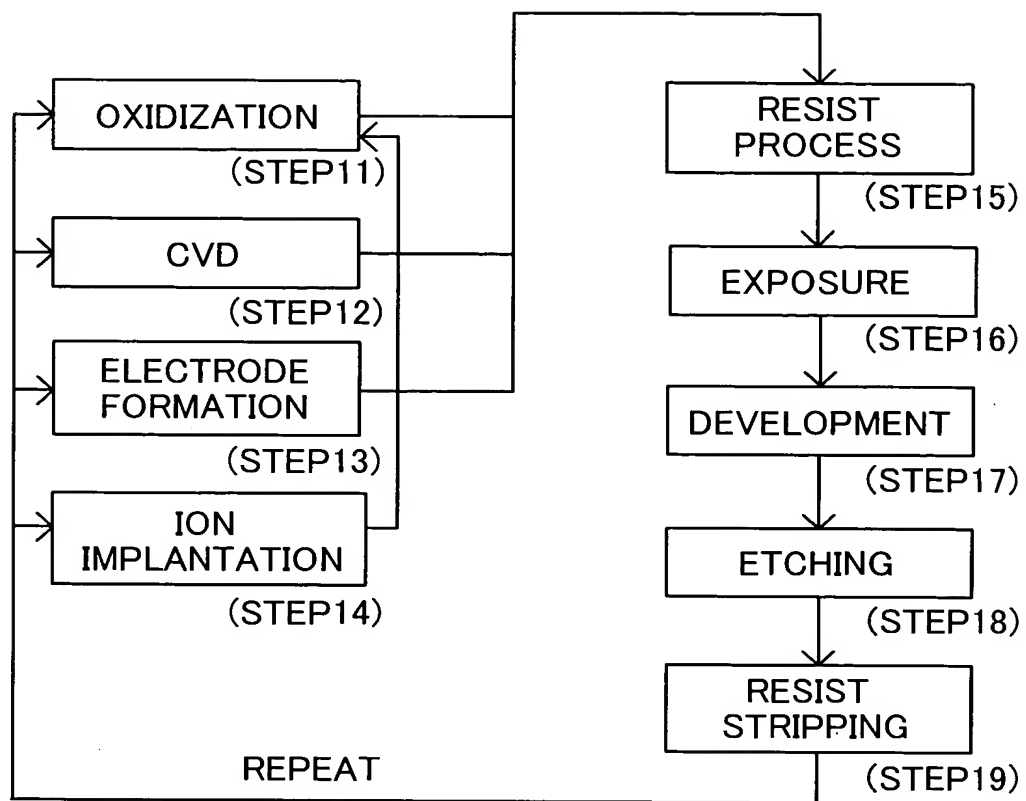 OXIDIZATION
(STEP11)
CVD
(STEP12)
ELECTRODE
FORMATION
(STEP13)
ION
IMPLANTATION
(STEP14)
RESIST
PROCESS
(STEP15)
EXPOSURE
(STEP16)
DEVELOPMENT
(STEP17)
ETCHING
(STEP18)
RESIST
STRIPPING
(STEP19)
REPEAT